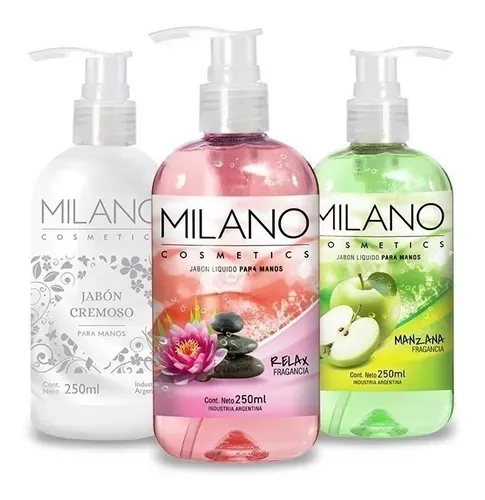 MILANO
COSMETICS
JABÓN
CREMOSO
PARA MANOS
Cont. Neto
250ml
MILANO
COSMETICS
JABON LIQUIDO PARA MANOS
RELAX
FRAGANCIA
Cont. Neto 250ml
INDUSTRIA ARGENTINA
MILANO
COSMETICS
JABON LIQUIDO PARA MANOS
MANZANA
FRAGANCIA
Cont. Neto 250ml
INDUSTRIA ARGENTINA